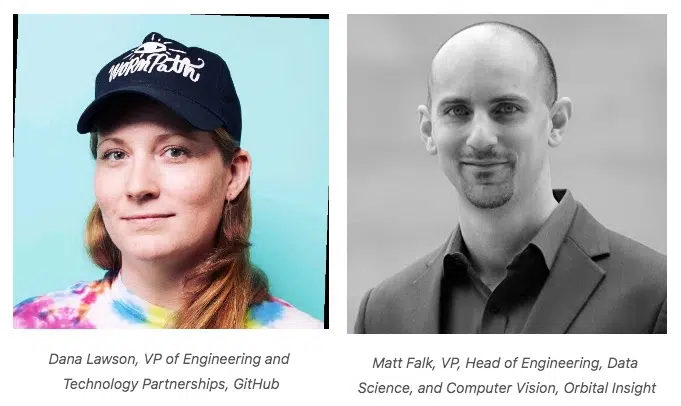 WORMPATH
Dana Lawson, VP of Engineering and
Technology Partnerships, GitHub
Matt Falk, VP, Head of Engineering, Data
Science, and Computer Vision, Orbital Insight